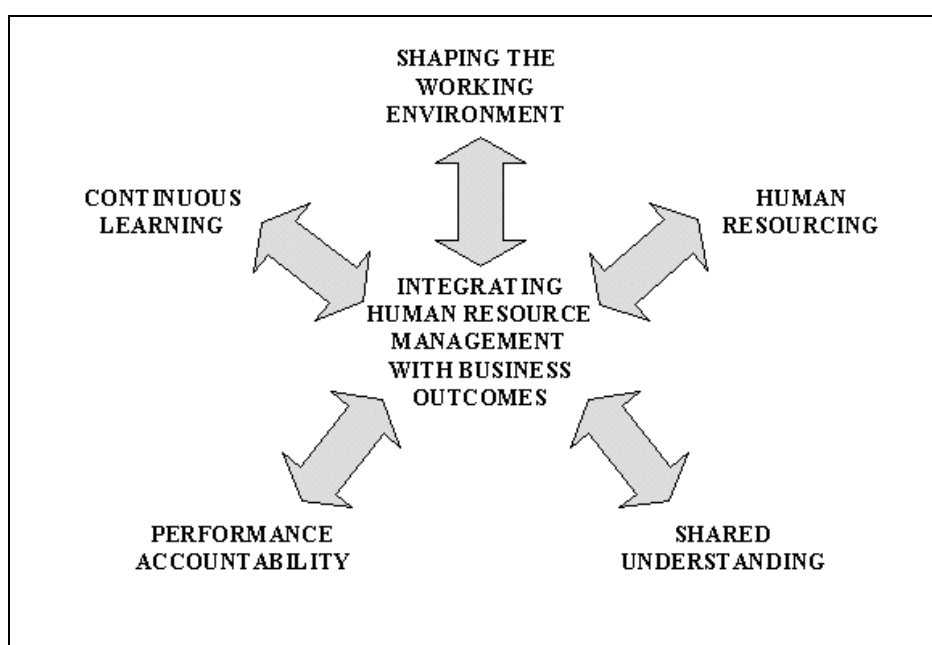 SHAPING THE
WORKING
ENVIRONMENT
CONTINUOUS
LEARNING
HUMAN
RESOURCING
INTEGRATING
HUMAN RESOURCE
MANAGEMENT
WITH BUSINESS
OUTCOMES
PERFORMANCE
ACCOUNTABILITY
SHARED
UNDERSTANDING